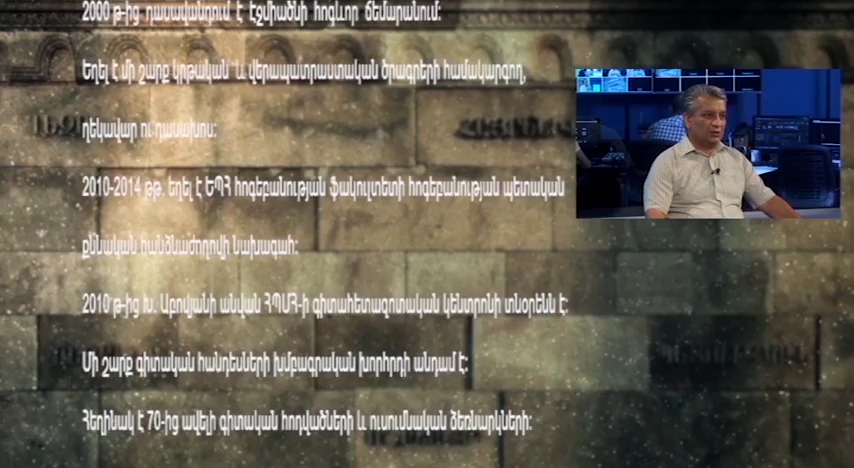 2000 թ-ից դասավանդում է Էջմիածնի հոգևոր ճեմարանում:
Եղել է մի շարք կրթական և վերապատրաստական ծրագրերի համակարգող,
ղեկավար ու դասախոս:
2010-2014 թթ. եղել է ԵՊՀ հոգեբանության ֆակուլտետի հոգեբանության պետական
քննական հանձնաժողովի նախագահ:
2010 թ-ից Խ. Աբովյանի անվան ՀՊՄՀ-ի գիտահետազոտական կենտրոնի տնօրենն է:
Մի շարք գիտական հանդեսների խմբագրական խորհրդի անդամ է:
Հեղինակ է 70-ից ավելի գիտական հոդվածների և ուսումնական ձեռնարկների: